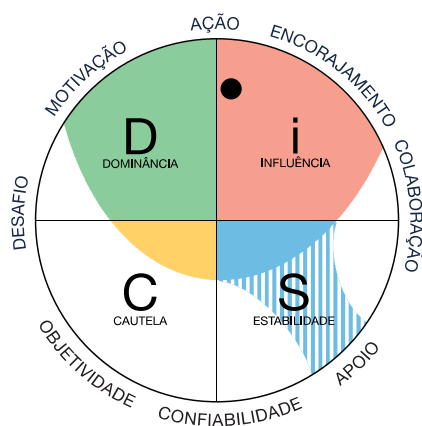 AÇÃO
MOTIVAÇÃO
ENCORAJAMENTO
D
DOMINÂNCIA
i
INFLUÊNCIA
DESAFIO
COLABORAÇÃO
C
CAUTELA
S
ESTABILIDADE
OBJETIVIDADE
APOIO
CONFIABILIDADE